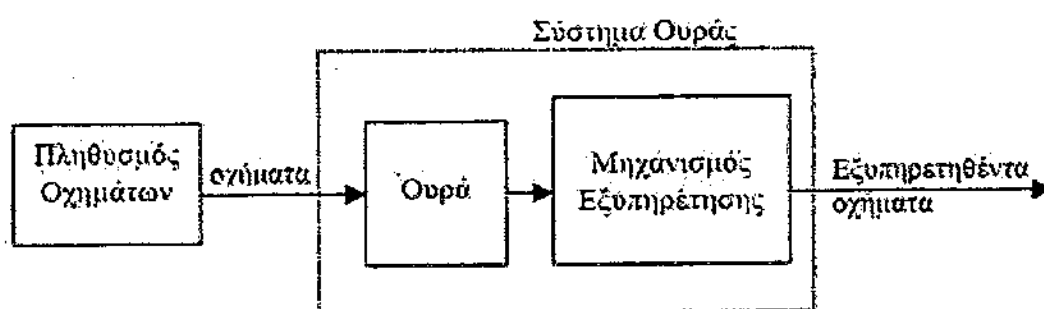 Σύστημα Ουράς
Πληθυσμός
Οχημάτων
οχήματα
Ουρά
Μηχανισμός
Εξυπηρέτησης
Εξυπηρετηθέντα
οχήματα